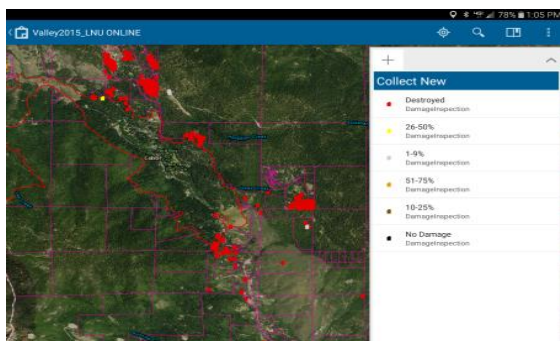 78% 1:05 PM
Valley2015_LNU ONLINE
Collect New
Destroyed
DamageInspection
26-50%
DamageInspection
1-9%
DamageInspection
51-75%
DamageInspection
10-25%
DamageInspection
No Damage
DamageInspection